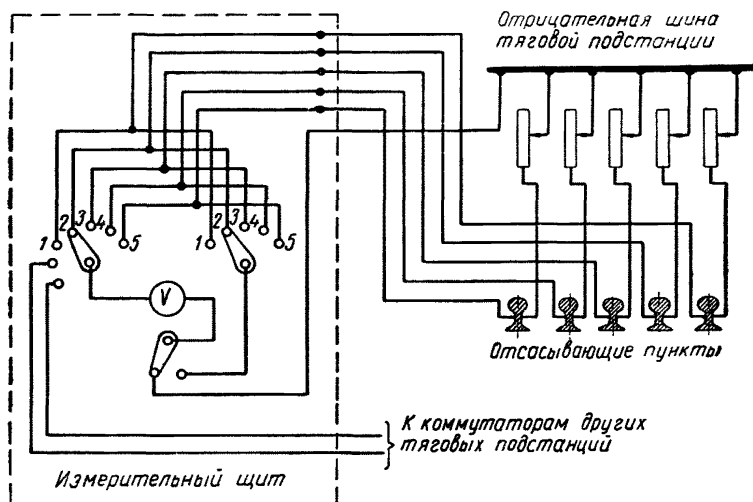 Отрицательная шина
тяговой подстанции
1 2 3 4 5
1 2 3 4 5
V
Отсасывающие пункты
К коммутаторам других
тяговых подстанций
Измерительный щит